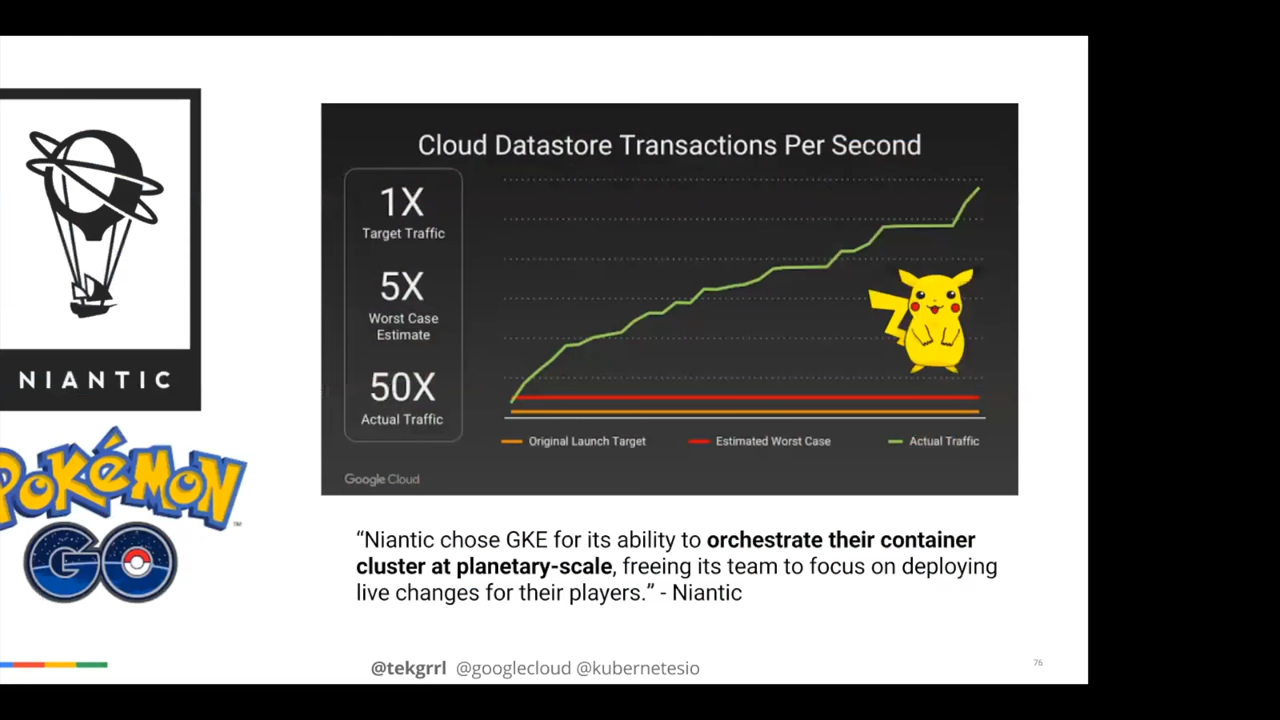 NIANTIC
POKÉMON
GO
TM
Cloud Datastore Transactions Per Second
1X
Target Traffic
5X
Worst Case
Estimate
50X
Actual Traffic
Original Launch Target
Estimated Worst Case
Actual Traffic
Google Cloud
“Niantic chose GKE for its ability to orchestrate their container
cluster at planetary-scale, freeing its team to focus on deploying
live changes for their players.” - Niantic
@tekgrrl @googlecloud @kubernetesio
76